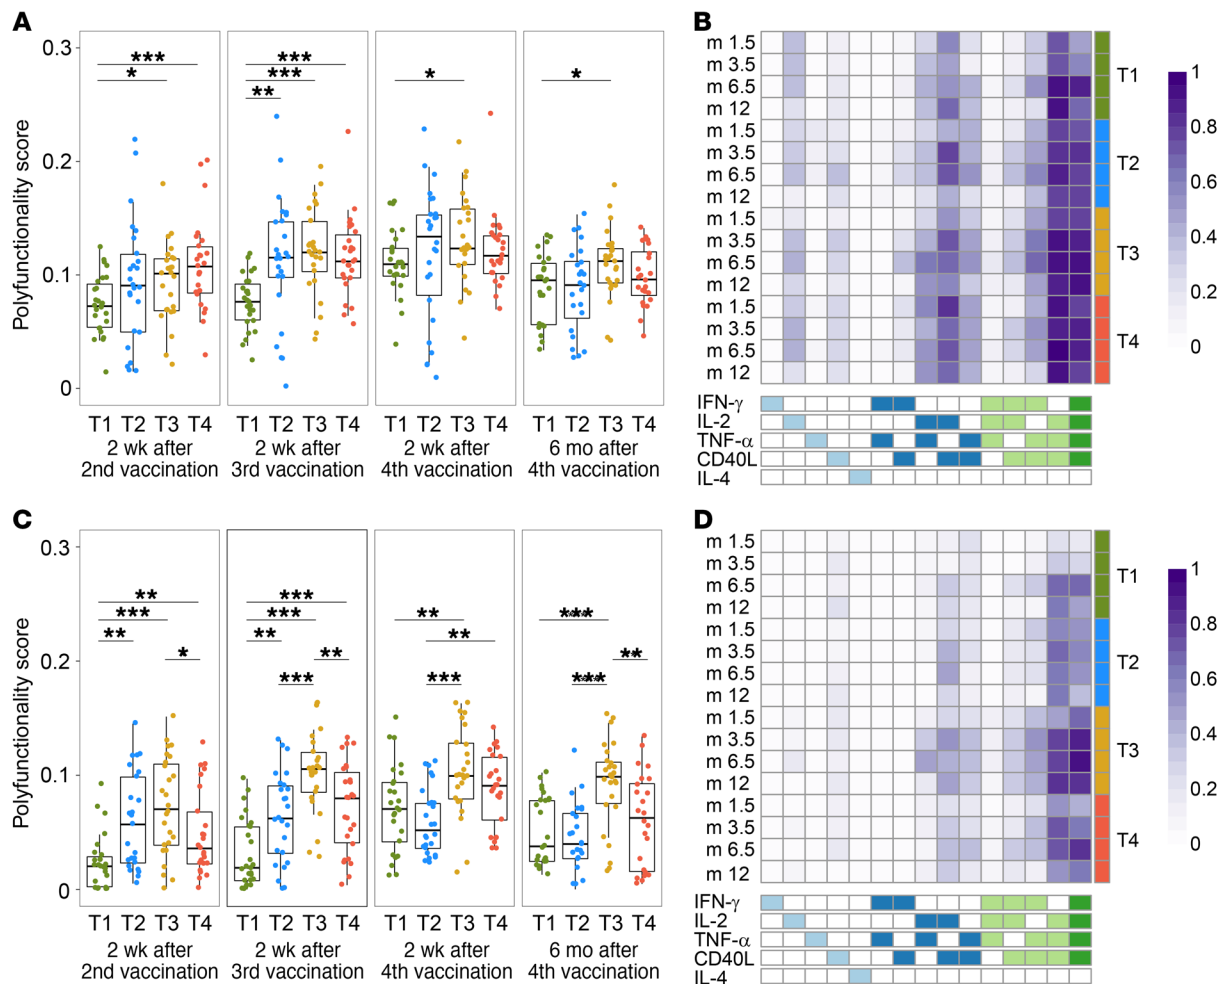 A
Polyfunctionality score
0.3
0.2
0.1
0
*** *
*** *** **
*
*
T1 T2 T3 T4
2 wk after
2nd vaccination
T1 T2 T3 T4
2 wk after
3rd vaccination
T1 T2 T3 T4
2 wk after
4th vaccination
T1 T2 T3 T4
6 mo after
4th vaccination
B
m 1.5
m 3.5
m 6.5
m 12
m 1.5
m 3.5
m 6.5
m 12
m 1.5
m 3.5
m 6.5
m 12
m 1.5
m 3.5
m 6.5
m 12
T1
T2
T3
T4
1
0.8
0.6
0.4
0.2
0
IFN-γ
IL-2
TNF-α
CD40L
IL-4
C
Polyfunctionality score
0.3
0.2
0.1
0
** *** ** *
*** *** ** ** ***
** ** ***
*** ** ***
T1 T2 T3 T4
2 wk after
2nd vaccination
T1 T2 T3 T4
2 wk after
3rd vaccination
T1 T2 T3 T4
2 wk after
4th vaccination
T1 T2 T3 T4
6 mo after
4th vaccination
D
m 1.5
m 3.5
m 6.5
m 12
m 1.5
m 3.5
m 6.5
m 12
m 1.5
m 3.5
m 6.5
m 12
m 1.5
m 3.5
m 6.5
m 12
T1
T2
T3
T4
1
0.8
0.6
0.4
0.2
0
IFN-γ
IL-2
TNF-α
CD40L
IL-4